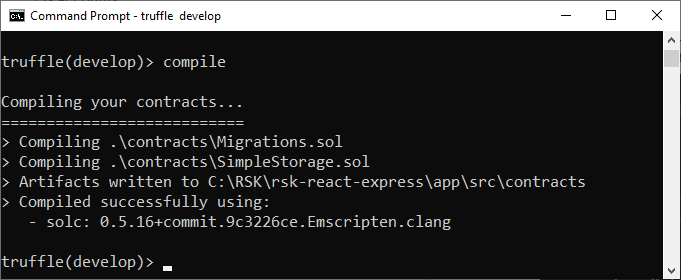 Command Prompt - truffle  develop
truffle(develop)> compile
Compiling your contracts...
===========================
> Compiling .\contracts\Migrations.sol
> Compiling .\contracts\SimpleStorage.sol
> Artifacts written to C:\RSK\rsk-react-express\app\src\contracts
> Compiled successfully using:
   - solc: 0.5.16+commit.9c3226ce.Emscripten.clang
truffle(develop)>